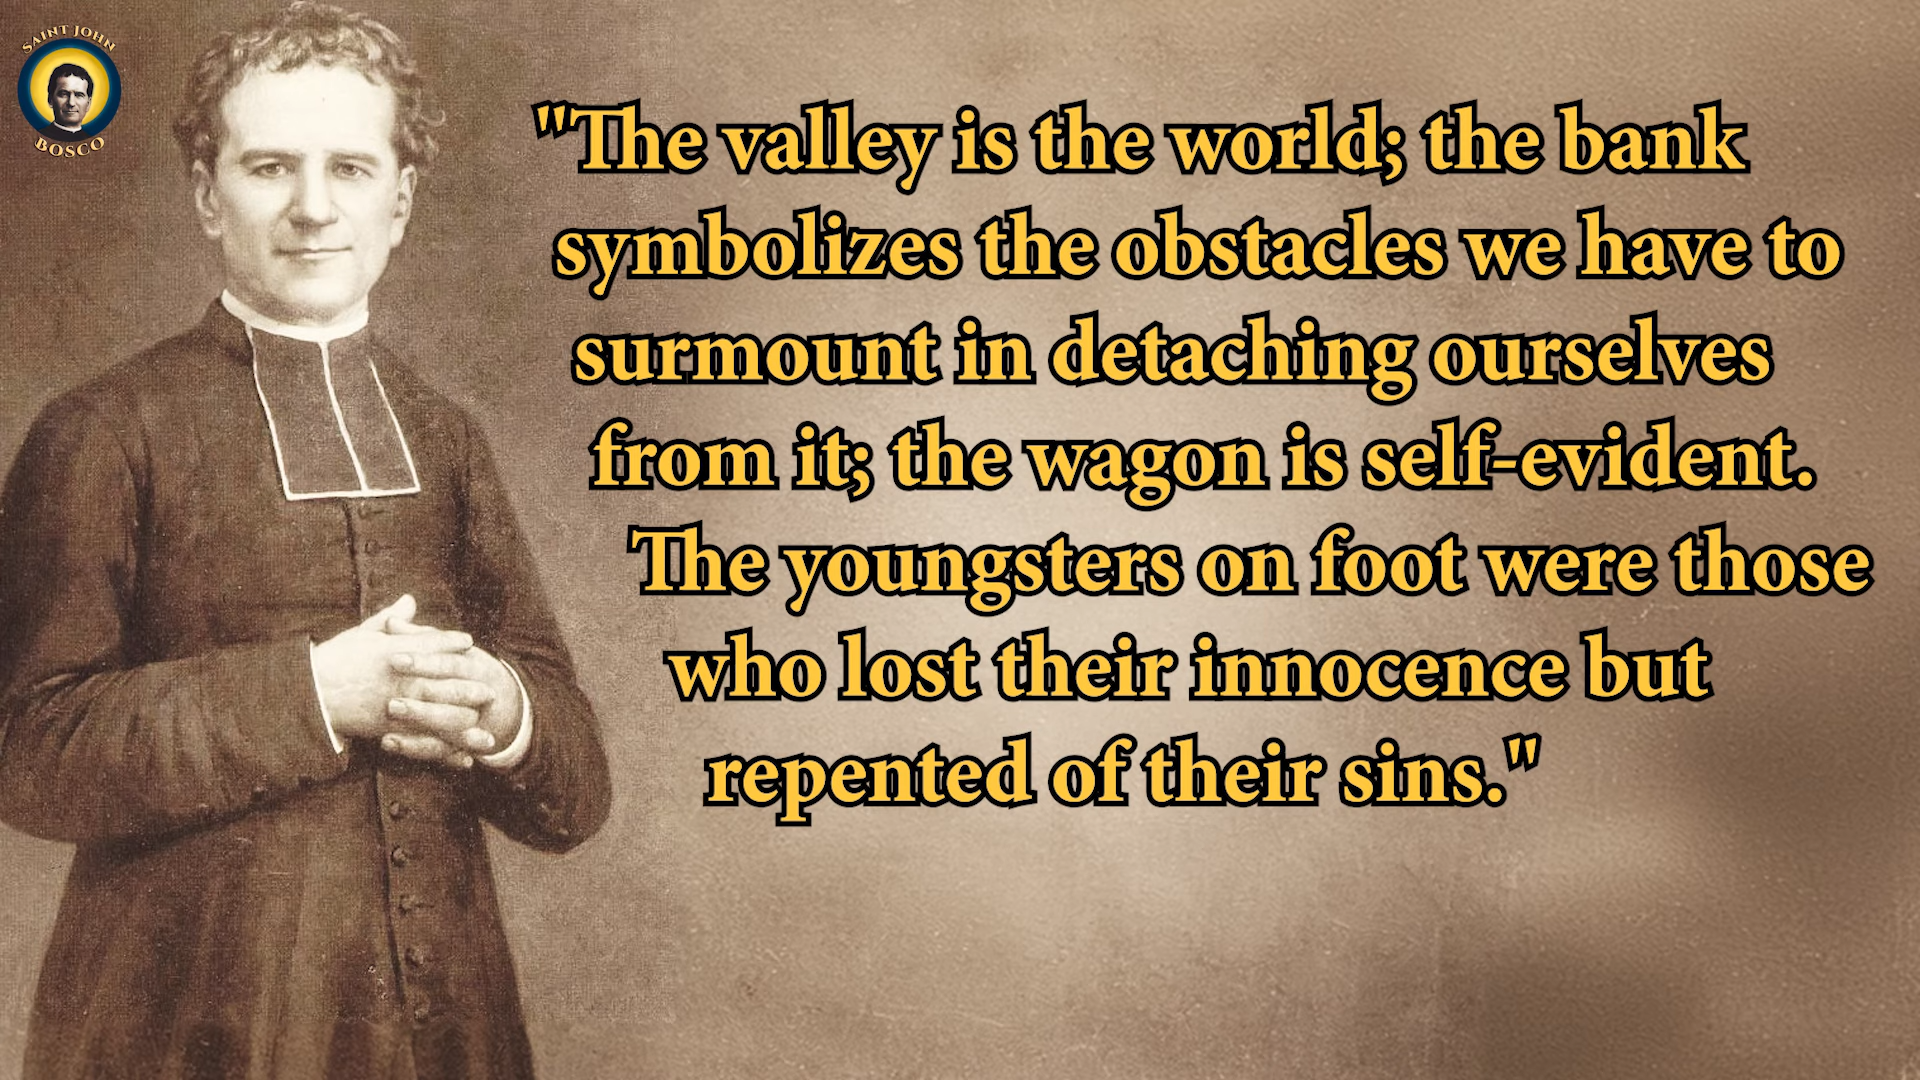 SAINT JOHN
BOSCO
"The valley is the world; the bank
symbolizes the obstacles we have to
surmount in detaching ourselves
from it; the wagon is self-evident.
The youngsters on foot were those
who lost their innocence but
repented of their sins."